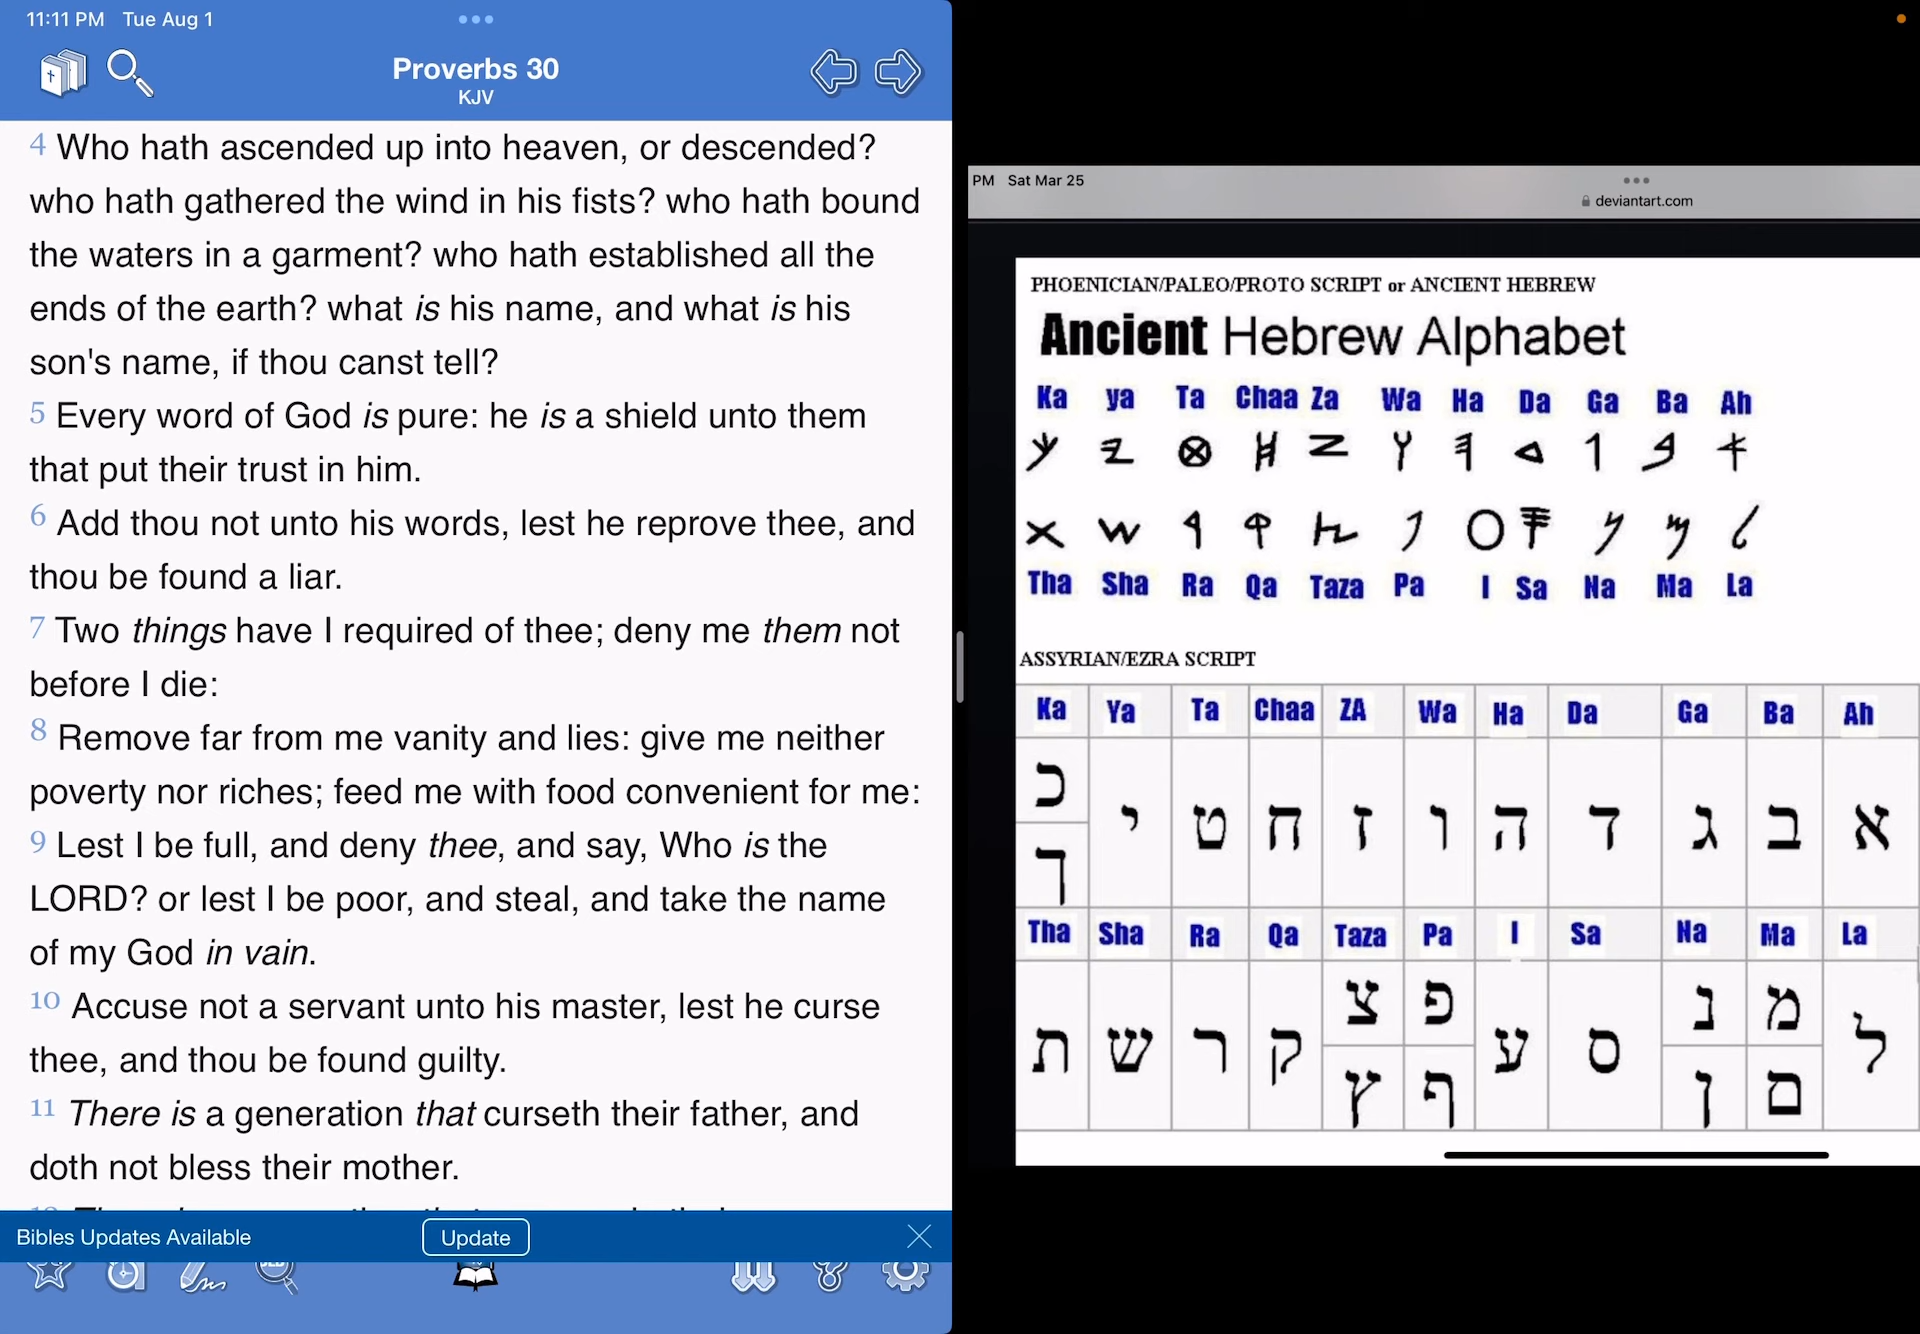 11:11 PM Tue Aug 1
Proverbs 30
KJV
4 Who hath ascended up into heaven, or descended?
who hath gathered the wind in his fists? who hath bound
the waters in a garment? who hath established all the
ends of the earth? what is his name, and what is his
son's name, if thou canst tell?
5 Every word of God is pure: he is a shield unto them
that put their trust in him.
6 Add thou not unto his words, lest he reprove thee, and
thou be found a liar.
7 Two things have I required of thee; deny me them not
before I die:
8 Remove far from me vanity and lies: give me neither
poverty nor riches; feed me with food convenient for me:
9 Lest I be full, and deny thee, and say, Who is the
LORD? or lest I be poor, and steal, and take the name
of my God in vain.
10 Accuse not a servant unto his master, lest he curse
thee, and thou be found guilty.
11 There is a generation that curseth their father, and
doth not bless their mother.
Bibles Updates Available
Update
PM Sat Mar 25
deviantart.com
PHOENICIAN/PALEO/PROTO SCRIPT or ANCIENT HEBREW
Ancient Hebrew Alphabet
Ka ya Ta Chaa Za Wa Ha Da Ga Ba Ah
𐤊 𐤉 𐤈 𐤇 𐤆 𐤅 𐤄 𐤃 𐤂 𐤁 𐤀
𐤕 𐤔 𐤓 𐤒 𐤑 𐤐 𐤏 𐤎 𐤍 𐤌 𐤋
Tha Sha Ra Qa Taza Pa I Sa Na Ma La
ASSYRIAN/EZRA SCRIPT
Ka Ya Ta Chaa ZA Wa Ha Da Ga Ba Ah
א ב ג ד ה ו ז ח ט י כ
ך
Tha Sha Ra Qa Taza Pa I Sa Na Ma La
ל מ נ ס ע פ צ ק ר ש ת
ם ן ף ץ